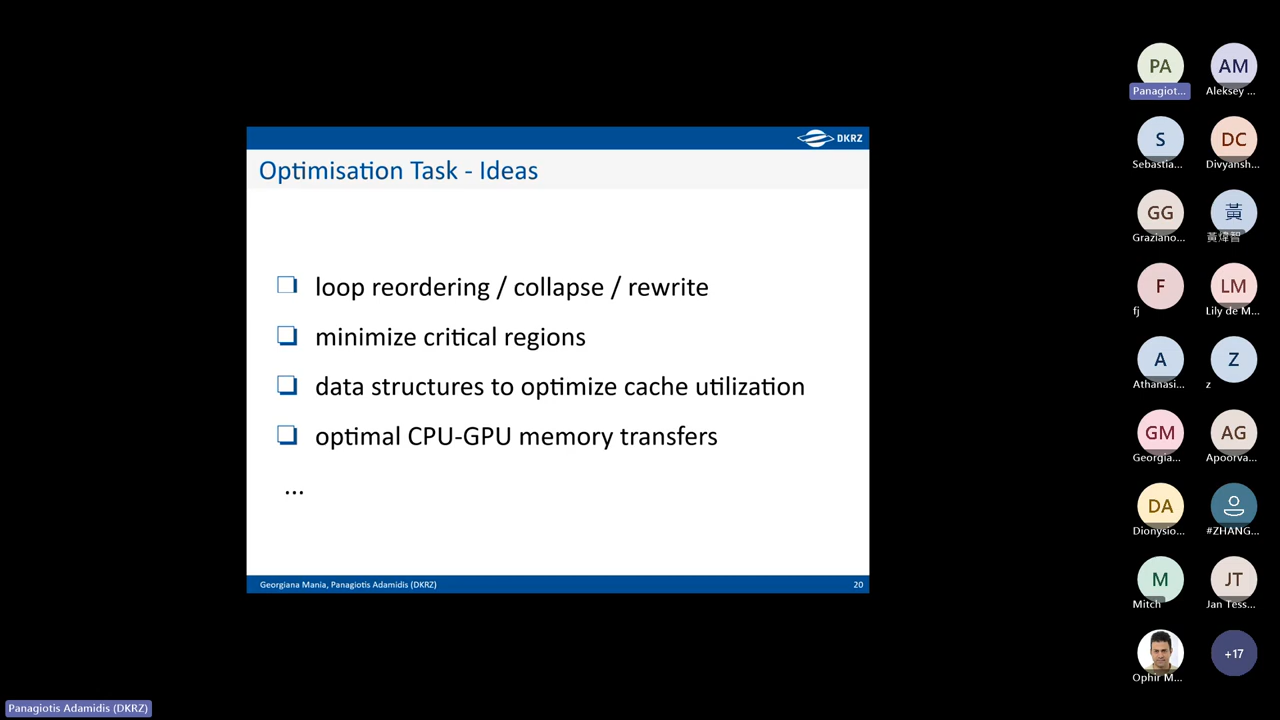 DKRZ
Optimisation Task - Ideas
loop reordering / collapse / rewrite
minimize critical regions
data structures to optimize cache utilization
optimal CPU-GPU memory transfers
...
Georgiana Mania, Panagiotis Adamidis (DKRZ)
20
PA
Panagiot...
AM
Aleksey ...
S
Sebastia...
DC
Divyansh...
GG
Graziano...
黃
黃煒智
F
fj
LM
Lily de M...
A
Athanasi...
Z
z
GM
Georgia...
AG
Apoorva...
DA
Dionysio...
#ZHANG...
M
Mitch
JT
Jan Tess...
Ophir M...
+17
Panagiotis Adamidis (DKRZ)